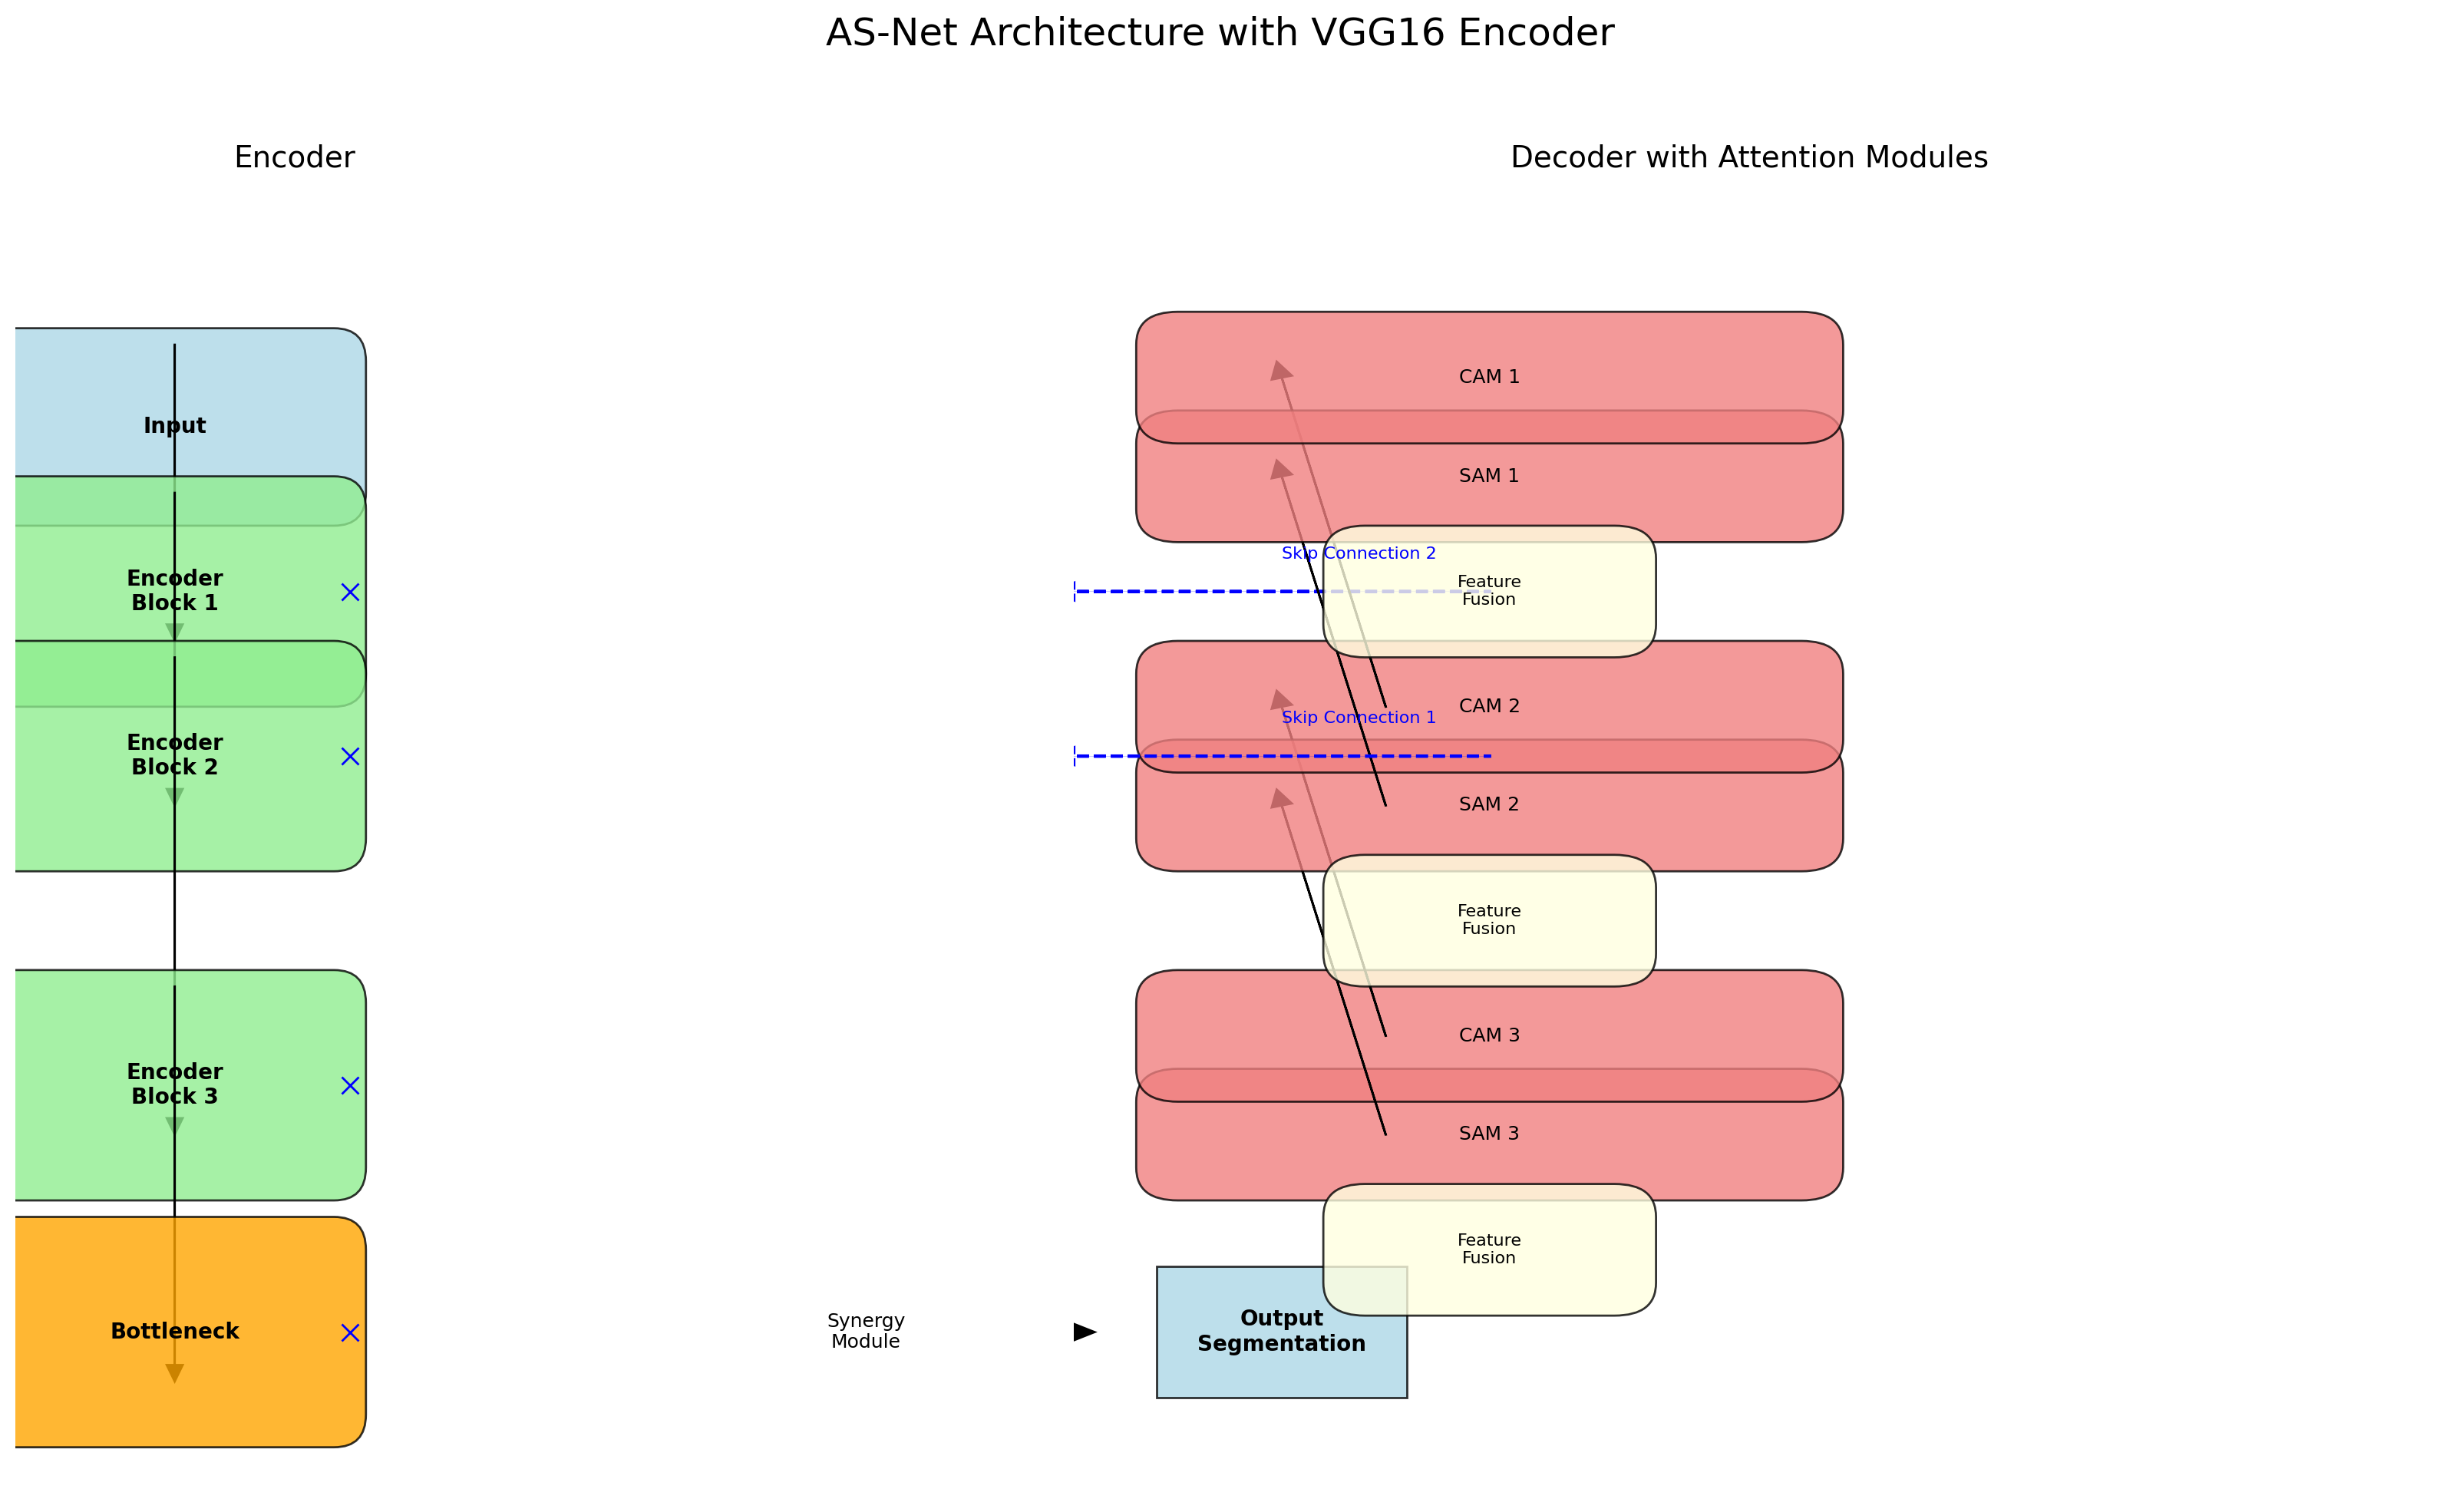 AS-Net Architecture with VGG16 Encoder
Encoder
Decoder with Attention Modules
Input
Encoder
Block 1
Encoder
Block 2
Encoder
Block 3
Bottleneck
CAM 1
SAM 1
Skip Connection 2
Feature
Fusion
CAM 2
Skip Connection 1
SAM 2
Feature
Fusion
CAM 3
SAM 3
Feature
Fusion
Synergy
Module
Output
Segmentation